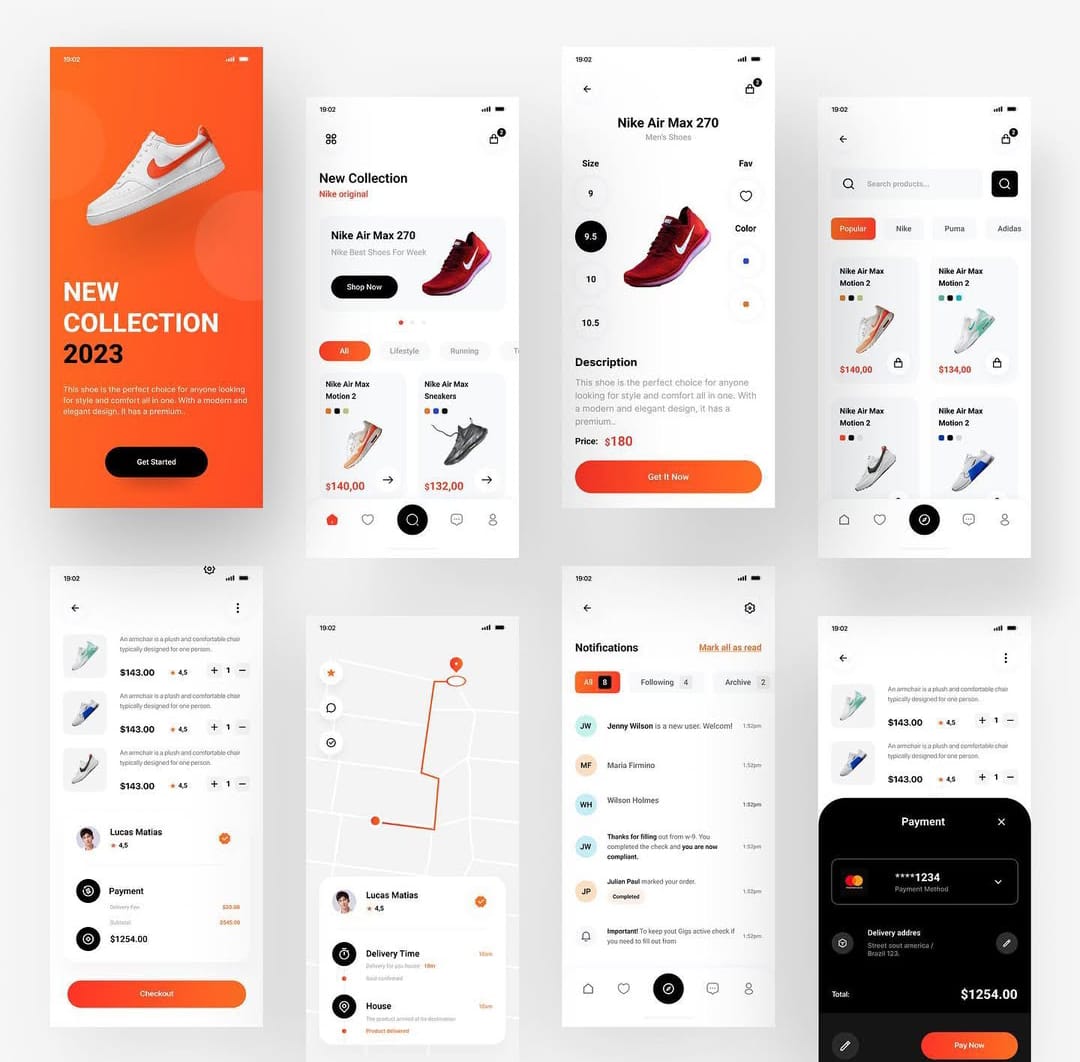 19:02
NEW
COLLECTION
2023
This shoe is the perfect choice for anyone looking
for style and comfort all in one. With a modern and
elegant design, it has a premium..
Get Started
19:02
2
New Collection
Nike original
Nike Air Max 270
Nike Best Shoes For Week
Shop Now
All
Lifestyle
Running
Nike Air Max
Motion 2
$140,00
Nike Air Max
Sneakers
$132,00
19:02
2
Nike Air Max 270
Men's Shoes
Size
Fav
9
9.5
Color
10
10.5
Description
This shoe is the perfect choice for anyone
looking for style and comfort all in one. With
a modern and elegant design, it has a
premium..
Price: $180
Get It Now
19:02
2
Search products...
Popular
Nike
Puma
Adidas
Nike Air Max
Motion 2
$140,00
Nike Air Max
Motion 2
$134,00
Nike Air Max
Motion 2
Nike Air Max
Motion 2
19:02
An armchair is a plush and comfortable chair
typically designed for one person.
$143.00 4,5 + 1 −
An armchair is a plush and comfortable chair
typically designed for one person.
$143.00 4,5 + 1 −
An armchair is a plush and comfortable chair
typically designed for one person.
$143.00 4,5 + 1 −
Lucas Matias
4,5
Payment
Delivery Fee
Subtotal
$545.00
$1254.00
Checkout
19:02
Lucas Matias
4,5
Delivery Time
10am
Delivery for you house 10m
food confirmed
House
10am
The product arrived at its destination
Product delivered
19:02
Notifications
Mark all as read
All 8
Following 4
Archive 2
JW
Jenny Wilson is a new user. Welcom!
1:52pm
MF
Maria Firmino
1:52pm
WH
Wilson Holmes
1:52pm
JW
Thanks for filling out from w-9. You
completed the check and you are now
compliant.
1:52pm
JP
Julian Paul marked your order.
Completed
1:52pm
Important! To keep yout Gigs active check if
you need to fill out from
1:52pm
19:02
An armchair is a plush and comfortable chair
typically designed for one person.
$143.00 4,5 + 1 −
An armchair is a plush and comfortable chair
typically designed for one person.
$143.00 4,5 + 1 −
Payment
****1234
Payment Method
Delivery addres
Street sout america /
Brazil 123.
Total:
$1254.00
Pay Now